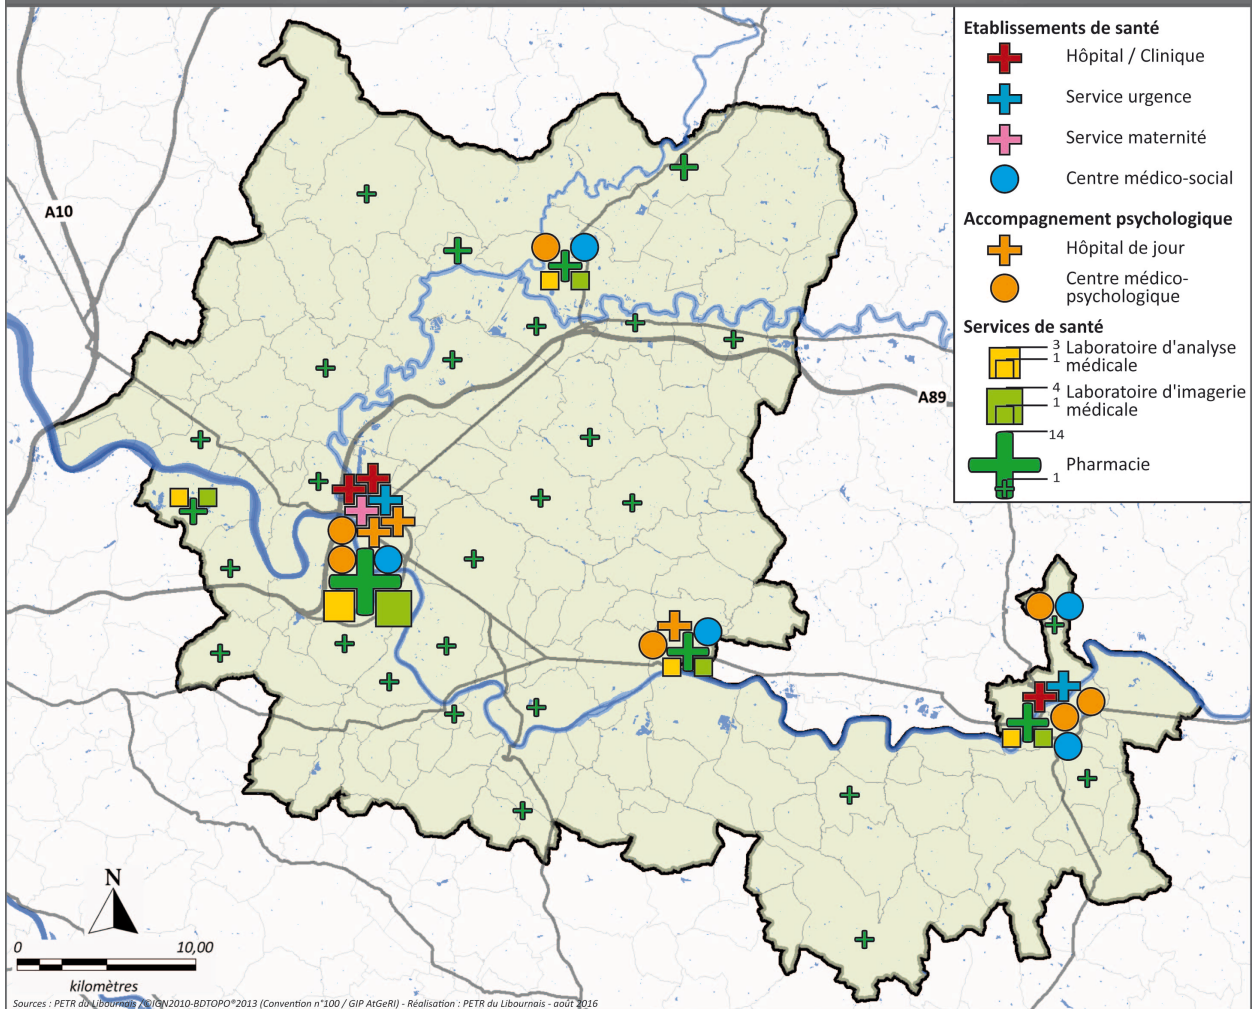 Etablissements de santé
Hôpital / Clinique
Service urgence
Service maternité
Centre médico-social
Accompagnement psychologique
Hôpital de jour
Centre médico-
psychologique
Services de santé
3
Laboratoire d'analyse
1
médicale
4
Laboratoire d'imagerie
1
médicale
14
Pharmacie
1
A10
A89
N
0 10,00
kilomètres
Sources : PETR du Libournais /©IGN2010-BDTOPO®2013 (Convention n°100 / GIP AtGeRI) - Réalisation : PETR du Libournais - août 2016